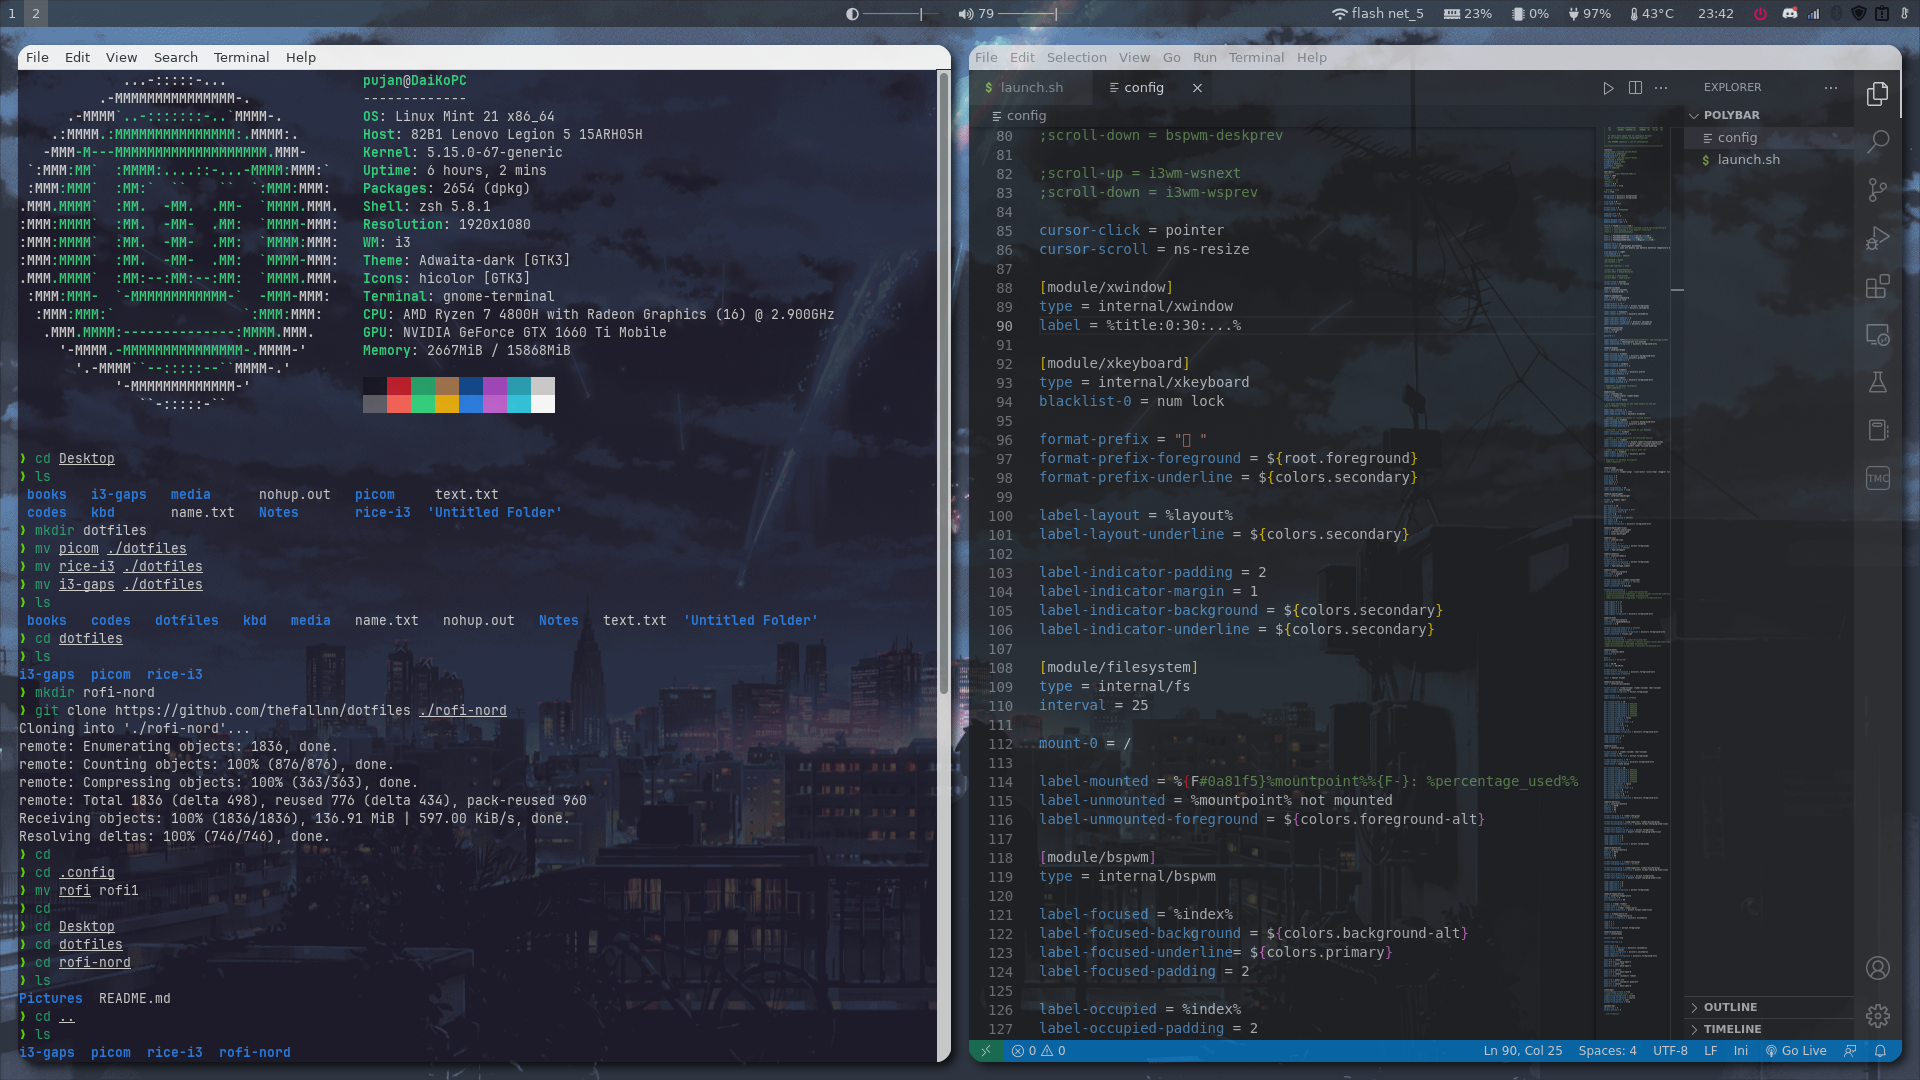 1 2
79
flash net_5 23% 0% 97% 43°C 23:42
File Edit View Search Terminal Help
...-:::::-...
.-MMMMMMMMMMMMMMM-.
.-MMMM`..-:::::::-..`MMMM-.
.:MMMM.:MMMMMMMMMMMMMMM:.MMMM:.
-MMM-M---MMMMMMMMMMMMMMMMMMM.MMM-
`:MMM:MM`  :MMMM:....::-...-MMMM:MMM:`
:MMM:MMM`  :MM:`  ``    ``  `:MMM:MMM:
.MMM.MMMM`  :MM.  -MM.  .MM-  `MMMM.MMM.
:MMM:MMMM`  :MM.  -MM-  .MM:  `MMMM-MMM:
:MMM:MMMM`  :MM.  -MM-  .MM:  `MMMM:MMM:
:MMM:MMMM`  :MM.  -MM-  .MM:  `MMMM-MMM:
.MMM.MMMM`  :MM:--:MM:--:MM:  `MMMM.MMM.
:MMM:MMM-  `-MMMMMMMMMMMM-`  -MMM-MMM:
:MMM:MMM:`                `:MMM:MMM:
.MMM.MMMM:--------------:MMMM.MMM.
'-MMMM.-MMMMMMMMMMMMMMM-.MMMM-'
'.-MMMM``--:::::--``MMMM-.'
'-MMMMMMMMMMMMM-'
``-:::::-``
pujan@DaiKoPC
-------------
OS: Linux Mint 21 x86_64
Host: 82B1 Lenovo Legion 5 15ARH05H
Kernel: 5.15.0-67-generic
Uptime: 6 hours, 2 mins
Packages: 2654 (dpkg)
Shell: zsh 5.8.1
Resolution: 1920x1080
WM: i3
Theme: Adwaita-dark [GTK3]
Icons: hicolor [GTK3]
Terminal: gnome-terminal
CPU: AMD Ryzen 7 4800H with Radeon Graphics (16) @ 2.900GHz
GPU: NVIDIA GeForce GTX 1660 Ti Mobile
Memory: 2667MiB / 15868MiB
❯ cd Desktop
❯ ls
books i3-gaps media nohup.out picom text.txt
codes kbd name.txt Notes rice-i3 'Untitled Folder'
❯ mkdir dotfiles
❯ mv picom ./dotfiles
❯ mv rice-i3 ./dotfiles
❯ mv i3-gaps ./dotfiles
❯ ls
books codes dotfiles kbd media name.txt nohup.out Notes text.txt 'Untitled Folder'
❯ cd dotfiles
❯ ls
i3-gaps picom rice-i3
❯ mkdir rofi-nord
❯ git clone https://github.com/thefallnn/dotfiles ./rofi-nord
Cloning into './rofi-nord'...
remote: Enumerating objects: 1836, done.
remote: Counting objects: 100% (876/876), done.
remote: Compressing objects: 100% (363/363), done.
remote: Total 1836 (delta 498), reused 776 (delta 434), pack-reused 960
Receiving objects: 100% (1836/1836), 136.91 MiB | 597.00 KiB/s, done.
Resolving deltas: 100% (746/746), done.
❯ cd
❯ cd .config
❯ mv rofi rofi1
❯ cd
❯ cd Desktop
❯ cd dotfiles
❯ cd rofi-nord
❯ ls
Pictures README.md
❯ cd ..
❯ ls
i3-gaps picom rice-i3 rofi-nord
File Edit Selection View Go Run Terminal Help
$ launch.sh config
config
80 ;scroll-down = bspwm-deskprev
81
82 ;scroll-up = i3wm-wsnext
83 ;scroll-down = i3wm-wsprev
84
85 cursor-click = pointer
86 cursor-scroll = ns-resize
87
88 [module/xwindow]
89 type = internal/xwindow
90 label = %title:0:30:...%
91
92 [module/xkeyboard]
93 type = internal/xkeyboard
94 blacklist-0 = num lock
95
96 format-prefix = " "
97 format-prefix-foreground = ${root.foreground}
98 format-prefix-underline = ${colors.secondary}
99
100 label-layout = %layout%
101 label-layout-underline = ${colors.secondary}
102
103 label-indicator-padding = 2
104 label-indicator-margin = 1
105 label-indicator-background = ${colors.secondary}
106 label-indicator-underline = ${colors.secondary}
107
108 [module/filesystem]
109 type = internal/fs
110 interval = 25
111
112 mount-0 = /
113
114 label-mounted = %{F#0a81f5}%mountpoint%%{F-}: %percentage_used%%
115 label-unmounted = %mountpoint% not mounted
116 label-unmounted-foreground = ${colors.foreground-alt}
117
118 [module/bspwm]
119 type = internal/bspwm
120
121 label-focused = %index%
122 label-focused-background = ${colors.background-alt}
123 label-focused-underline= ${colors.primary}
124 label-focused-padding = 2
125
126 label-occupied = %index%
127 label-occupied-padding = 2
EXPLORER
POLYBAR
config
$ launch.sh
TMC
OUTLINE
TIMELINE
0 0 Ln 90, Col 25 Spaces: 4 UTF-8 LF Ini Go Live